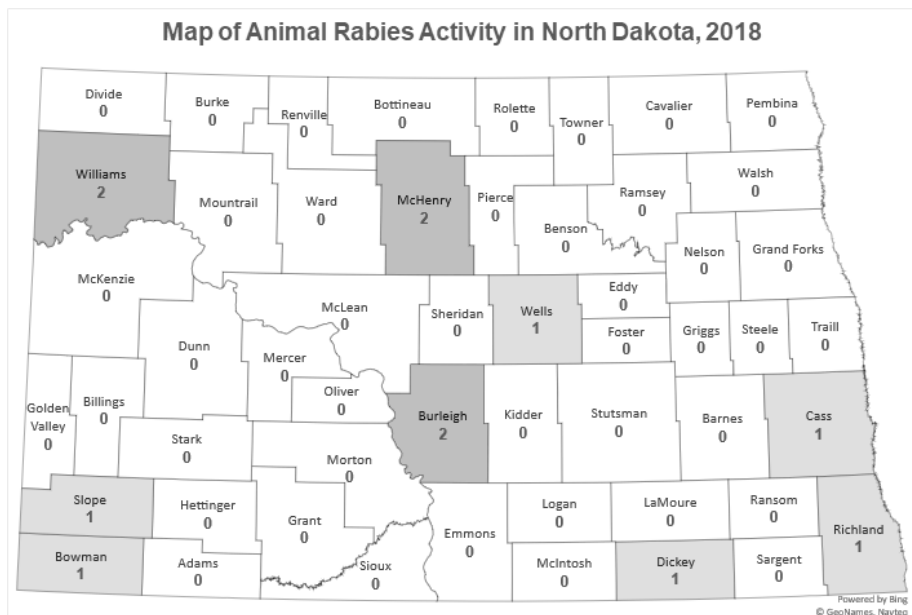 Map of Animal Rabies Activity in North Dakota, 2018
Divide
0
Burke
0
Renville
0
Bottineau
0
Rolette
0
Towner
0
Cavalier
0
Pembina
0
Williams
2
Mountrail
0
Ward
0
McHenry
2
Pierce
0
Benson
0
Ramsey
0
Walsh
0
Nelson
0
Grand Forks
0
McKenzie
0
Dunn
0
McLean
0
Mercer
0
Oliver
0
Sheridan
0
Wells
1
Eddy
0
Foster
0
Griggs
0
Steele
0
Traill
0
Golden
Valley
0
Billings
0
Stark
0
Morton
0
Burleigh
2
Kidder
0
Stutsman
0
Barnes
0
Cass
1
Slope
1
Hettinger
0
Grant
0
Bowman
1
Adams
0
Sioux
0
Emmons
0
Logan
0
McIntosh
0
LaMoure
0
Dickey
1
Ransom
0
Sargent
0
Richland
1
Powered by Bing
© GeoNames, Navteq